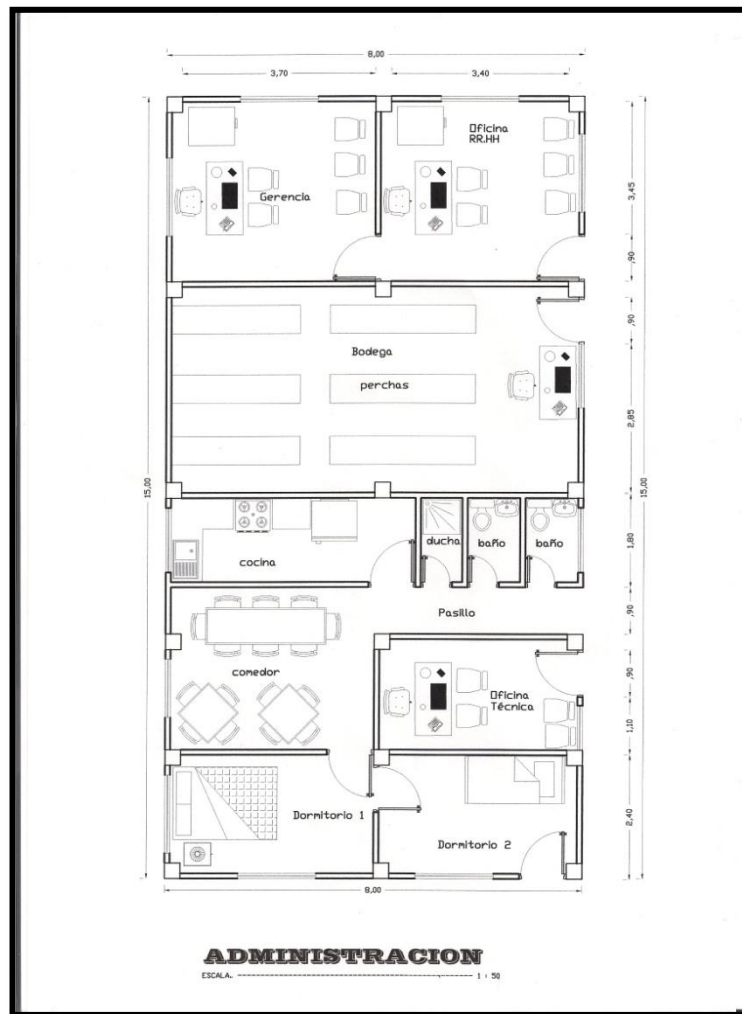 8,00
3,70
3,40
Oficina
RR.HH
Gerencia
3,45
,90
,90
Bodega
perchas
2,85
15,00
15,00
ducha
baño
baño
cocina
1,80
Pasillo
,90
comedor
Oficina
Técnica
,90
1,10
Dormitorio 1
Dormitorio 2
2,40
8,00
ADMINISTRACION
ESCALA. 1 : 50